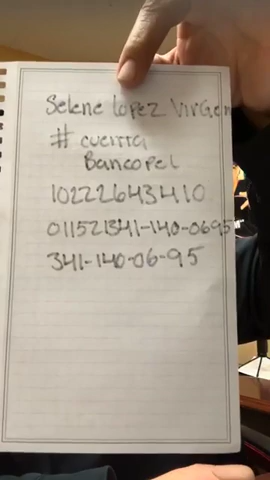 Selene Lopez Virgen
# cuenta
Bancopel
10222643410
011521341-140-0695
341-140-06-95